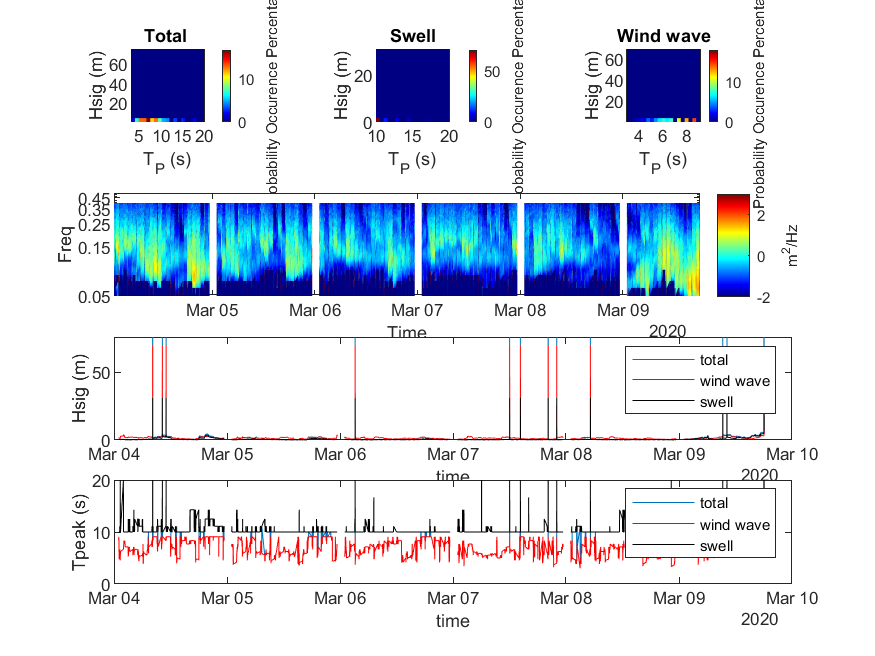 Total
Swell
Wind wave
Hsig (m)
60
40
20
5 10 15 20
T_P (s)
10
0
obability Occurence Percenta
Hsig (m)
20
0
10 15 20
T_P (s)
50
0
obability Occurence Percenta
Hsig (m)
60
40
20
4 6 8
T_P (s)
10
0
Probability Occurence Percenta
Freq
0.45
0.35
0.25
0.15
0.05
Mar 05 Mar 06 Mar 07 Mar 08 Mar 09
Time
2020
2
0
-2
m²/Hz
Hsig (m)
50
0
total
wind wave
swell
Mar 04 Mar 05 Mar 06 Mar 07 Mar 08 Mar 09 Mar 10
time
2020
Tpeak (s)
20
10
0
total
wind wave
swell
Mar 04 Mar 05 Mar 06 Mar 07 Mar 08 Mar 09 Mar 10
time
2020